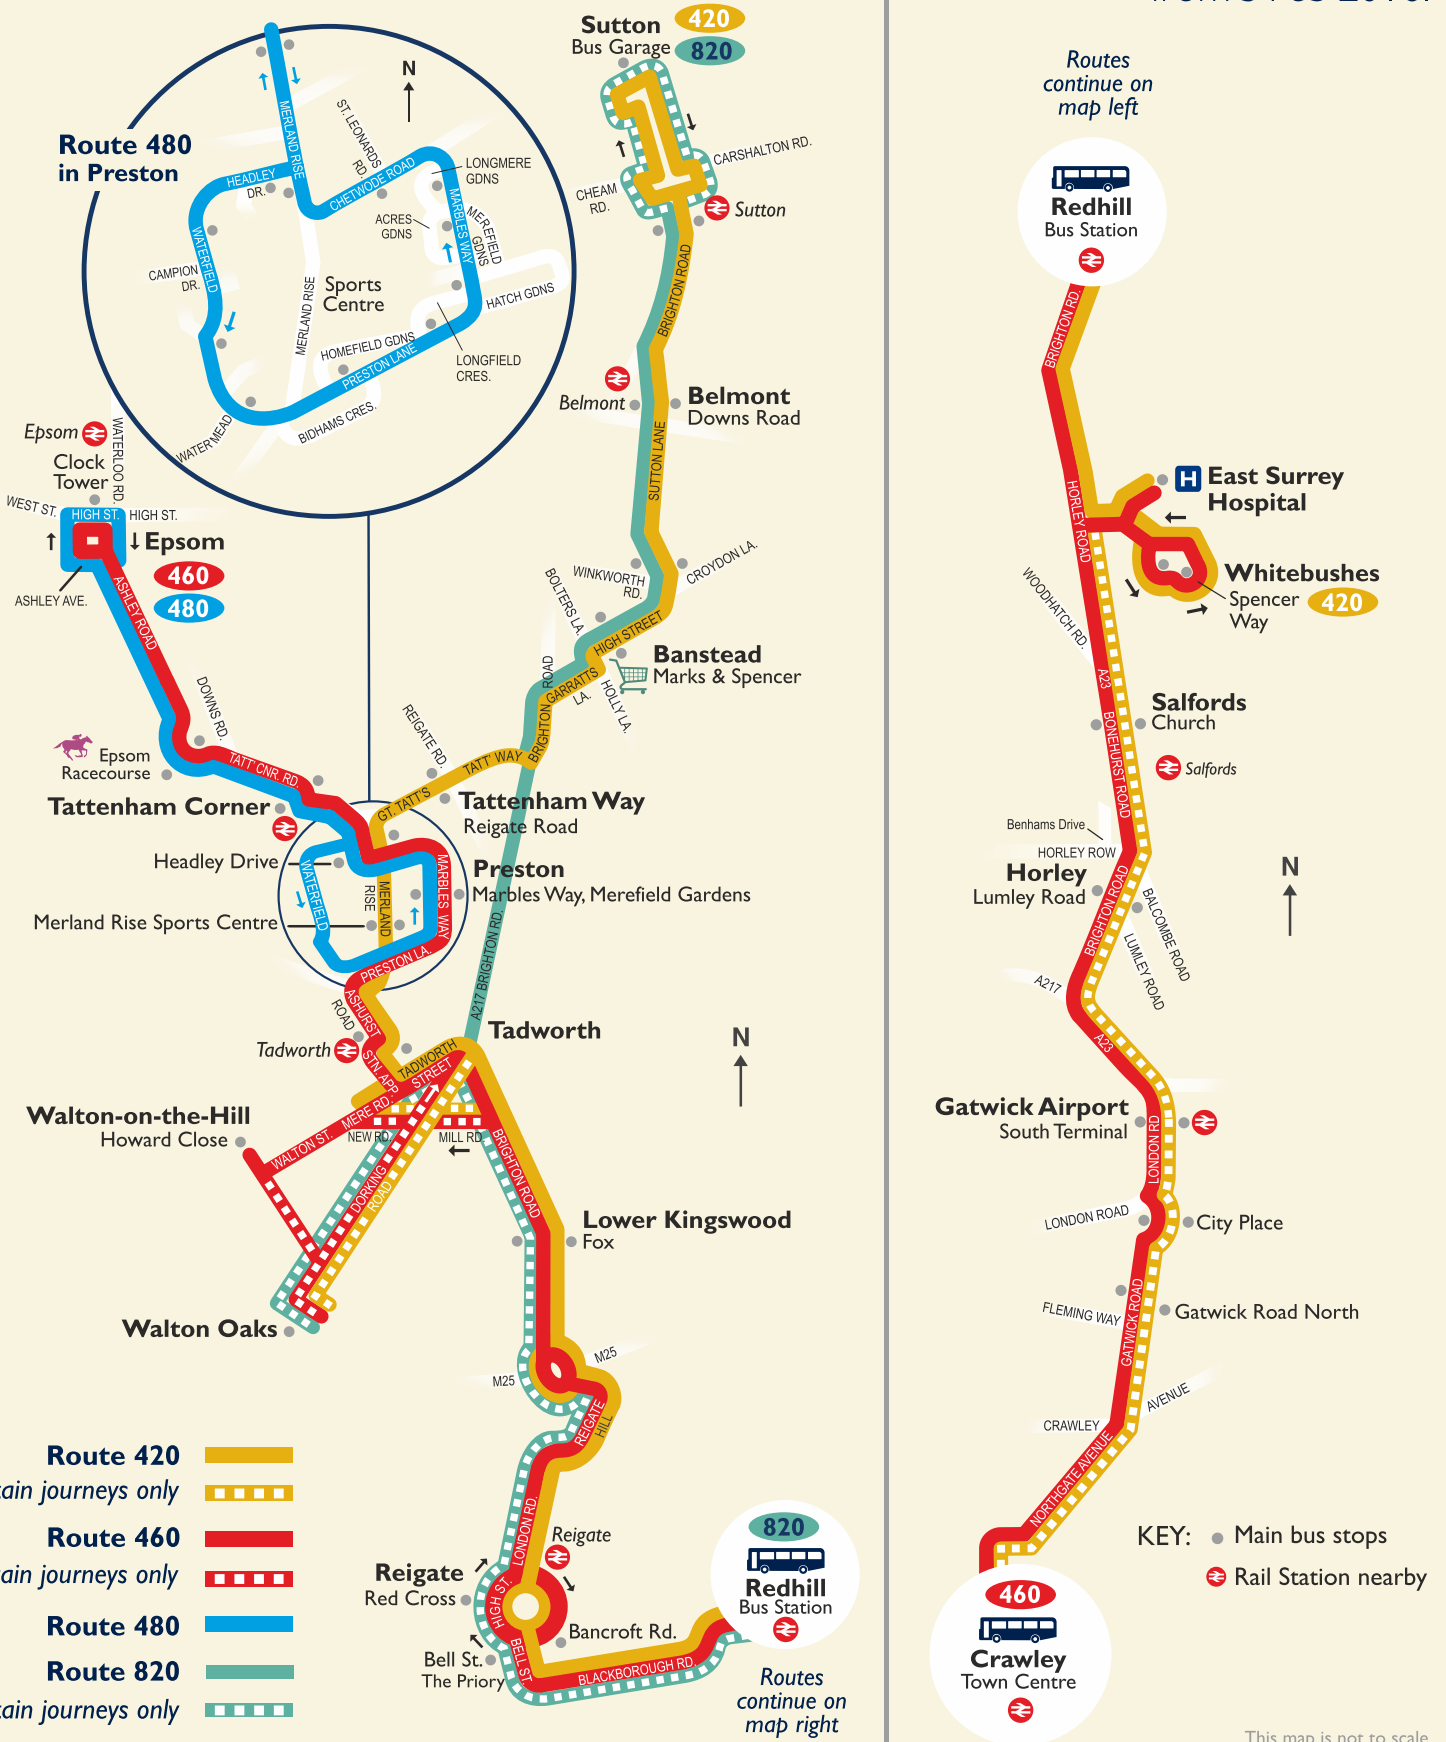 Sutton
Bus Garage
420
820
N
MERLAND RISE
ST. LEONARDS
RD.
Route 480
in Preston
HEADLEY
DR.
CHETWODE ROAD
LONGMERE
GDNS
MARBLES WAY
MEREFIELD
GDNS
ACRES
GDNS
WATERFIELD
CAMPION
DR.
Sports
Centre
MERLAND RISE
HATCH GDNS
HOMEFIELD GDNS
PRESTON LANE
LONGFIELD
CRES.
BIDHAMS CRES.
WATER MEAD
CARSHALTON RD.
CHEAM
RD.
Sutton
BRIGHTON ROAD
Belmont
Belmont
Downs Road
SUTTON LANE
Epsom
WATERLOO RD.
Clock
Tower
WEST ST.
HIGH ST.
HIGH ST.
Epsom
460
480
ASHLEY AVE.
ASHLEY ROAD
WINKWORTH
RD.
CROYDON LA.
BOLTERS LA.
HIGH STREET
Banstead
Marks & Spencer
BRIGHTON ROAD
GARRATTS
LA.
HOLLY LA.
DOWNS RD.
REIGATE RD.
Epsom
Racecourse
TATT' CNR. RD.
TATT' WAY
GT. TATT'S
Tattenham Corner
Tattenham Way
Reigate Road
Headley Drive
WATERFIELD
MERLAND
RISE
MARBLES WAY
Preston
Marbles Way, Merefield Gardens
Merland Rise Sports Centre
PRESTON LA.
A217 BRIGHTON RD.
ASHURST
ROAD
Tadworth
STN. APP.
TADWORTH
STREET
Tadworth
N
Walton-on-the-Hill
Howard Close
MERE RD.
WALTON ST.
NEW RD.
MILL RD
DORKING
ROAD
BRIGHTON ROAD
Lower Kingswood
Fox
Walton Oaks
M25
M25
REIGATE
HILL
Route 420
ain journeys only
Route 460
ain journeys only
Route 480
Route 820
ain journeys only
LONDON RD.
Reigate
Reigate
Red Cross
HIGH ST.
BELL ST.
Bell St.
The Priory
Bancroft Rd.
BLACKBOROUGH RD.
820
Redhill
Bus Station
Routes
continue on
map right
Routes
continue on
map left
Redhill
Bus Station
BRIGHTON RD.
East Surrey
Hospital
H
HORLEY ROAD
Whitebushes
Spencer
Way
420
WOODHATCH RD.
A23
Salfords
Church
BONEHURST ROAD
Salfords
Benhams Drive
HORLEY ROW
Horley
Lumley Road
BRIGHTON ROAD
BALCOMBE ROAD
LUMLEY ROAD
N
A217
A23
Gatwick Airport
South Terminal
LONDON RD
LONDON ROAD
City Place
FLEMING WAY
GATWICK ROAD
Gatwick Road North
CRAWLEY
AVENUE
NORTHGATE AVENUE
KEY:
Main bus stops
Rail Station nearby
460
Crawley
Town Centre
This map is not to scale